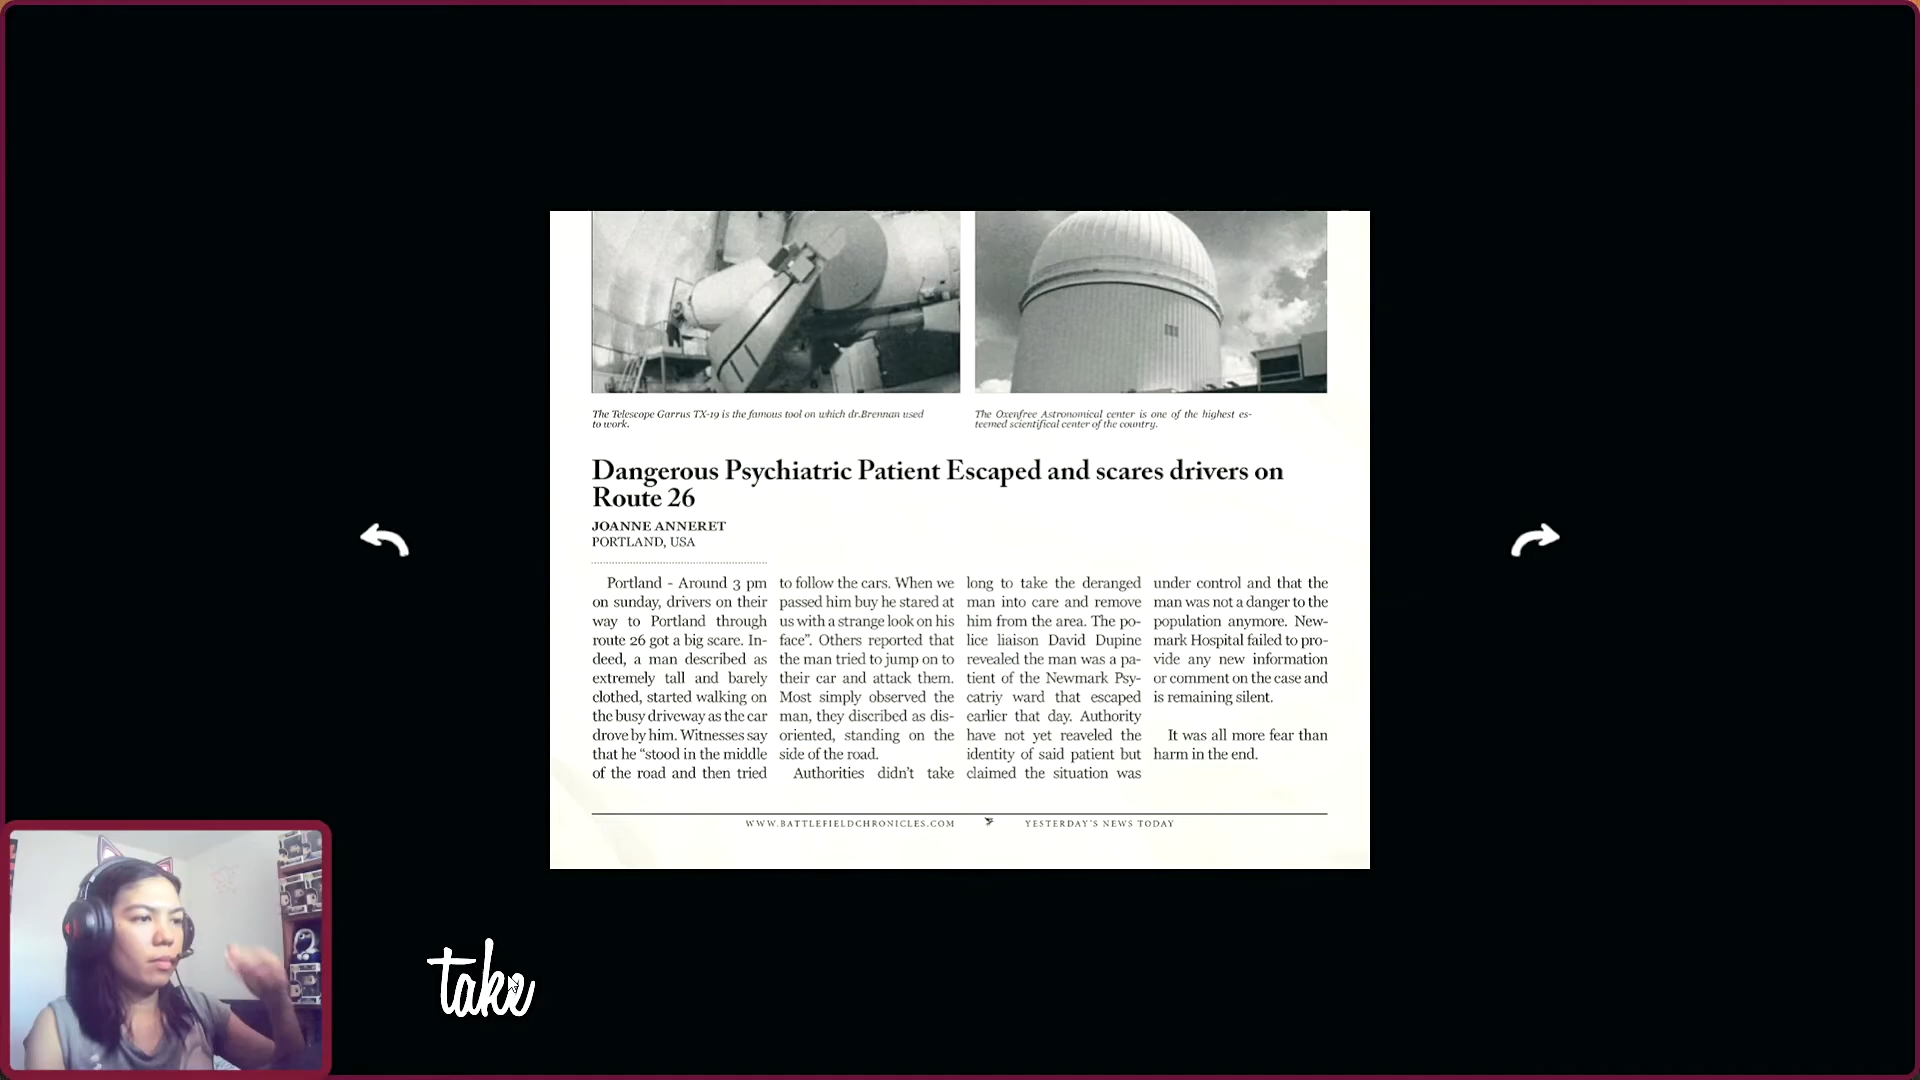 The Telescope Garrus TX-19 is the famous tool on which dr.Brennan used
to work.
The Oxenfree Astronomical center is one of the highest es-
teemed scientifical center of the country.
Dangerous Psychiatric Patient Escaped and scares drivers on
Route 26
JOANNE ANNERET
PORTLAND, USA
Portland - Around 3 pm
on sunday, drivers on their
way to Portland through
route 26 got a big scare. In-
deed, a man described as
extremely tall and barely
clothed, started walking on
the busy driveway as the car
drove by him. Witnesses say
that he “stood in the middle
of the road and then tried
to follow the cars. When we
passed him buy he stared at
us with a strange look on his
face”. Others reported that
the man tried to jump on to
their car and attack them.
Most simply observed the
man, they discribed as dis-
oriented, standing on the
side of the road.
Authorities didn’t take
long to take the deranged
man into care and remove
him from the area. The po-
lice liaison David Dupine
revealed the man was a pa-
tient of the Newmark Psy-
catriy ward that escaped
earlier that day. Authority
have not yet reaveled the
identity of said patient but
claimed the situation was
under control and that the
man was not a danger to the
population anymore. New-
mark Hospital failed to pro-
vide any new information
or comment on the case and
is remaining silent.
It was all more fear than
harm in the end.
WWW.BATTLEFIELDCHRONICLES.COM
YESTERDAY'S NEWS TODAY
take